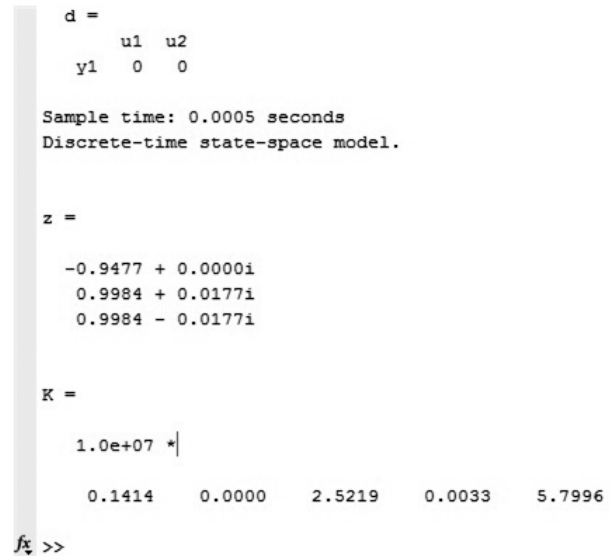 d =
u1 u2
y1 0 0
Sample time: 0.0005 seconds
Discrete-time state-space model.
z =
-0.9477 + 0.0000i
0.9984 + 0.0177i
0.9984 - 0.0177i
K =
1.0e+07 *
0.1414 0.0000 2.5219 0.0033 5.7996
fx >>